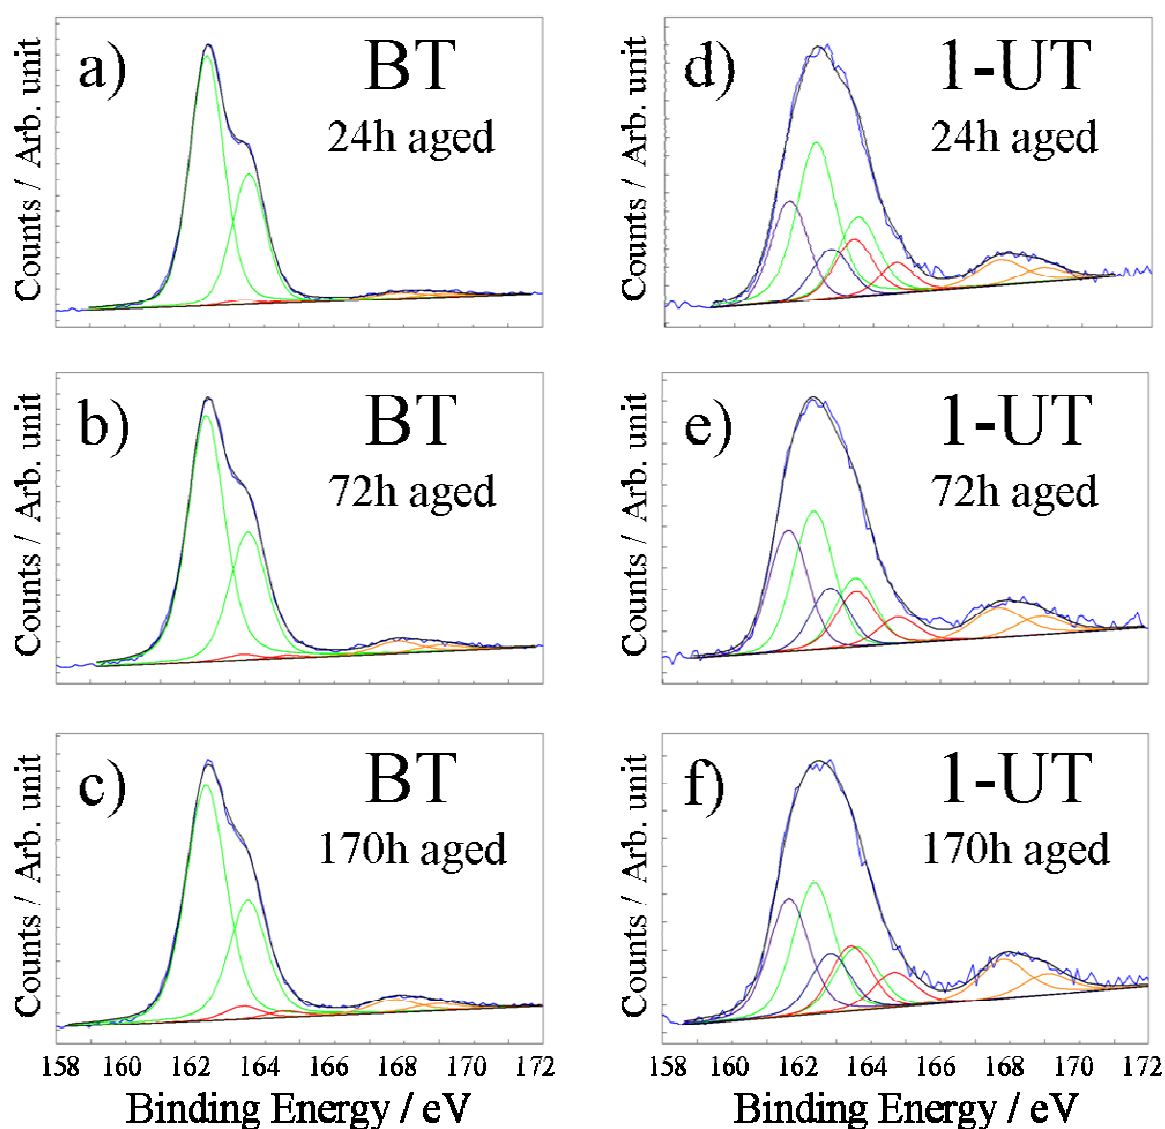 a) BT
24h aged
Counts / Arb. unit
d) 1-UT
24h aged
Counts / Arb. unit
b) BT
72h aged
Counts / Arb. unit
e) 1-UT
72h aged
Counts / Arb. unit
c) BT
170h aged
Counts / Arb. unit
f) 1-UT
170h aged
Counts / Arb. unit
158 160 162 164 166 168 170 172
Binding Energy / eV
158 160 162 164 166 168 170 172
Binding Energy / eV